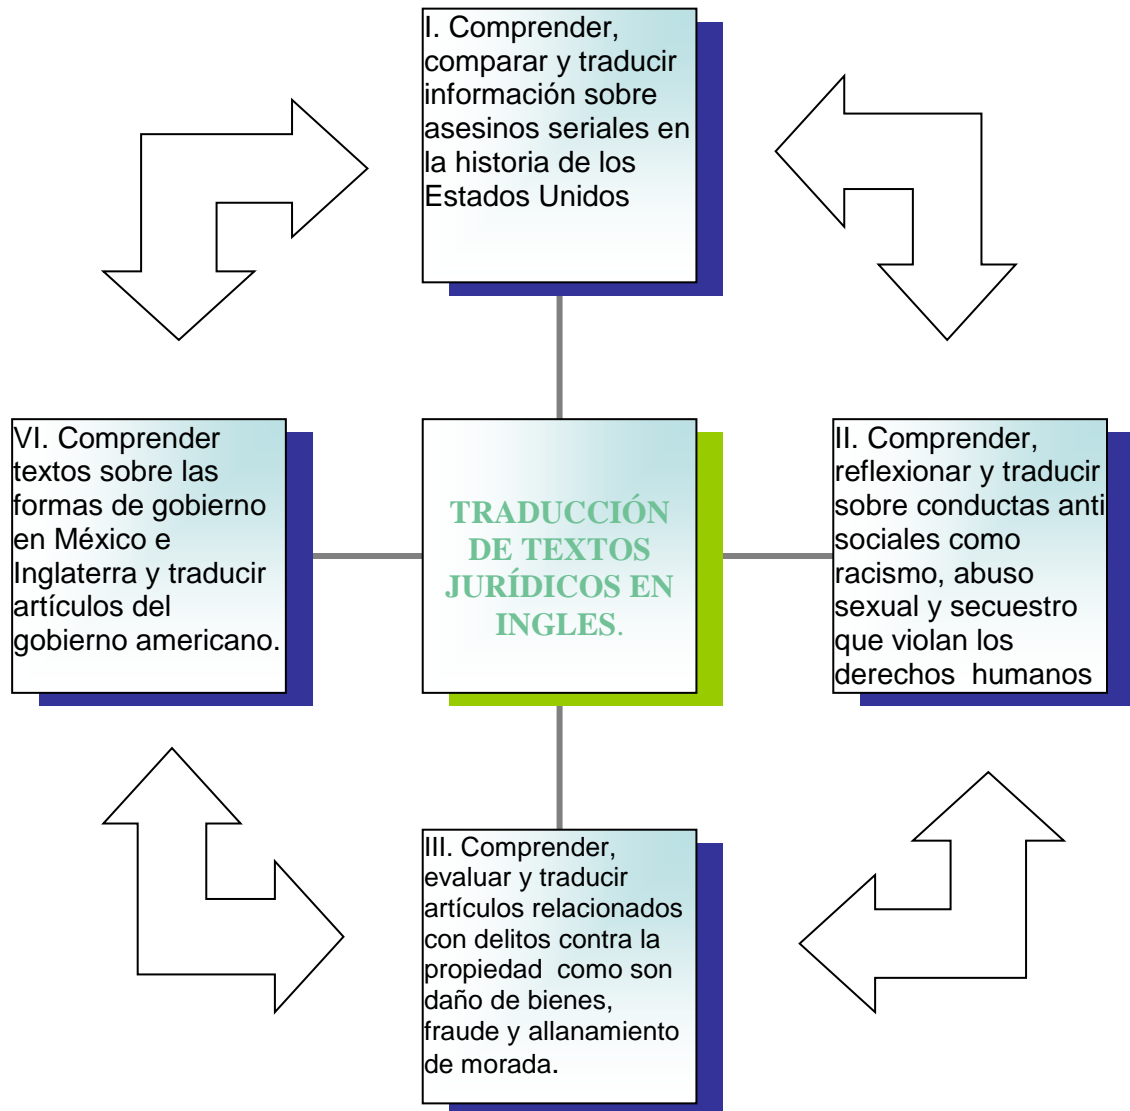 I. Comprender,
comparar y traducir
información sobre
asesinos seriales en
la historia de los
Estados Unidos
VI. Comprender
textos sobre las
formas de gobierno
en México e
Inglaterra y traducir
artículos del
gobierno americano.
TRADUCCIÓN
DE TEXTOS
JURÍDICOS EN
INGLES.
II. Comprender,
reflexionar y traducir
sobre conductas anti
sociales como
racismo, abuso
sexual y secuestro
que violan los
derechos  humanos
III. Comprender,
evaluar y traducir
artículos relacionados
con delitos contra la
propiedad  como son
daño de bienes,
fraude y allanamiento
de morada.